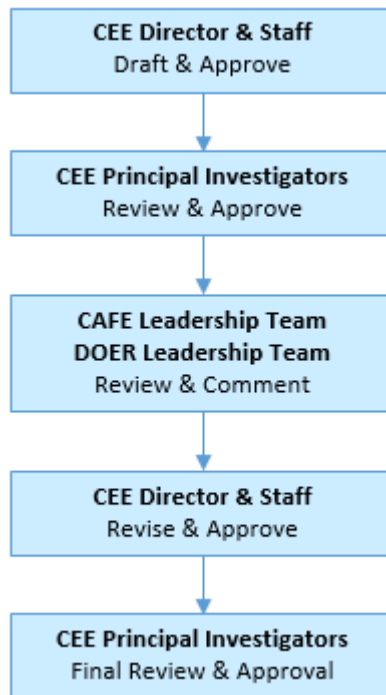 CEE Director & Staff
Draft & Approve
CEE Principal Investigators
Review & Approve
CAFE Leadership Team
DOER Leadership Team
Review & Comment
CEE Director & Staff
Revise & Approve
CEE Principal Investigators
Final Review & Approval